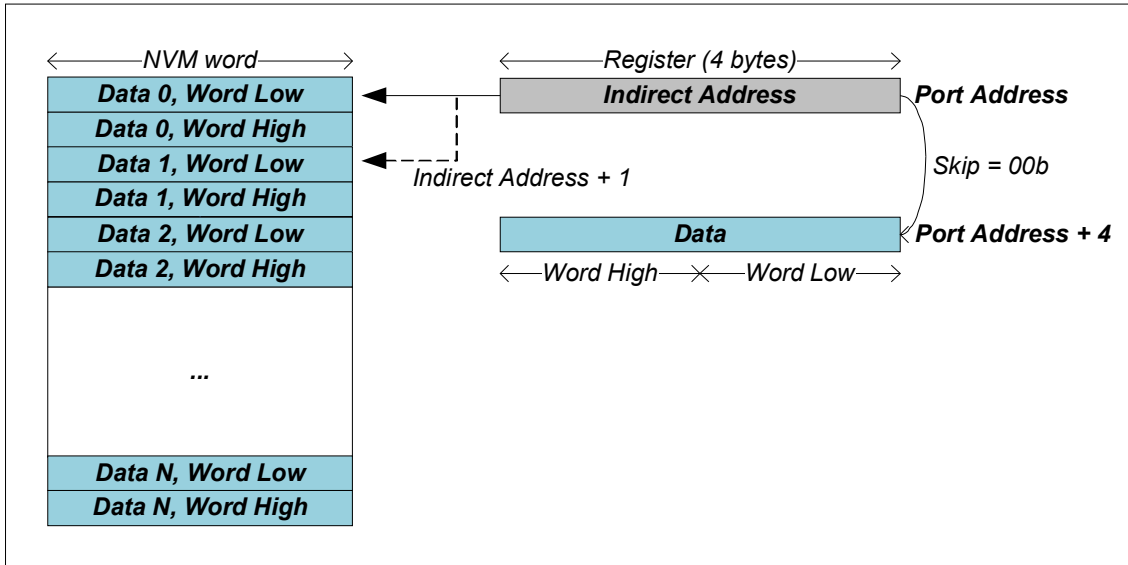 NVM word
Data 0, Word Low
Data 0, Word High
Data 1, Word Low
Data 1, Word High
Data 2, Word Low
Data 2, Word High
...
Data N, Word Low
Data N, Word High
Register (4 bytes)
Indirect Address
Port Address
Indirect Address + 1
Skip = 00b
Data
Port Address + 4
Word High
Word Low